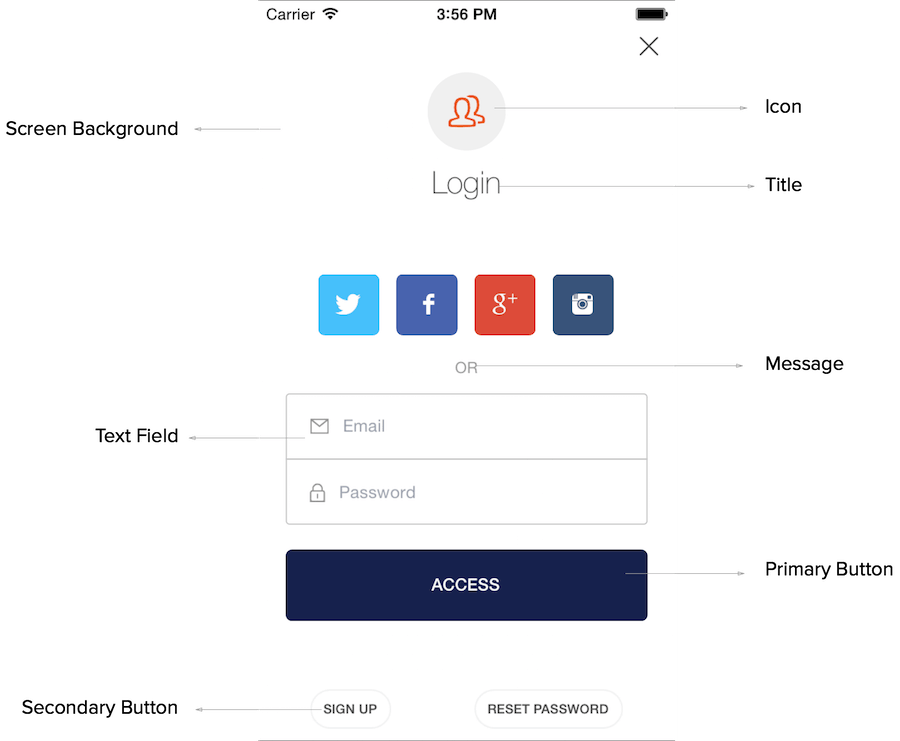 Carrier 3:56 PM
Icon
Screen Background
Login
Title
f g+
OR
Message
Email
Text Field
Password
ACCESS
Primary Button
Secondary Button
SIGN UP RESET PASSWORD